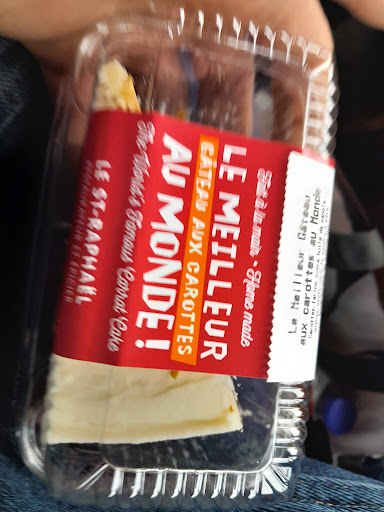 Fait à la main • Home made
LE MEILLEUR
GÂTEAU AUX CAROTTES
AU MONDE!
The World's Famous Carrot Cake
LE ST-RAPHAËL
Le Meilleur Gâteau
aux carottes au Monde